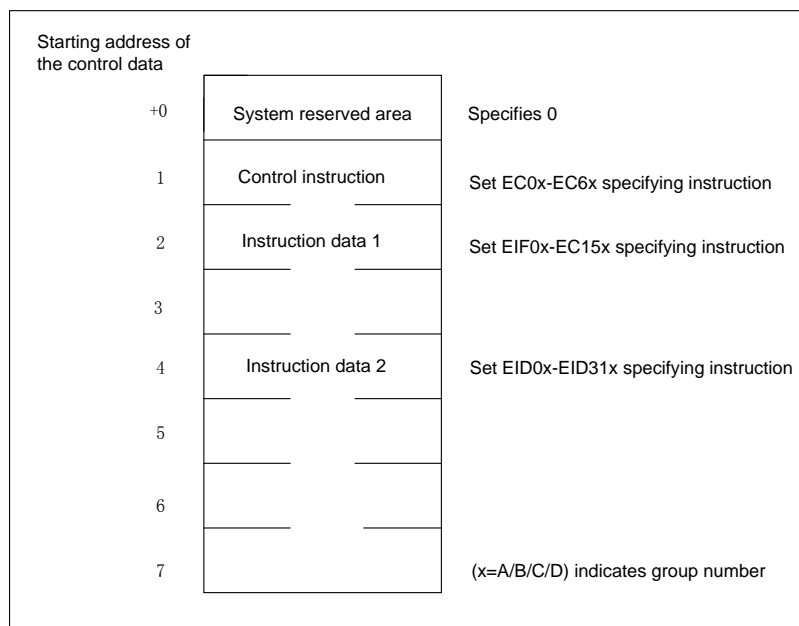 Starting address of
the control data
+0 System reserved area Specifies 0
1 Control instruction Set EC0x-EC6x specifying instruction
2 Instruction data 1 Set EIF0x-EC15x specifying instruction
3
4 Instruction data 2 Set EID0x-EID31x specifying instruction
5
6
7 (x=A/B/C/D) indicates group number